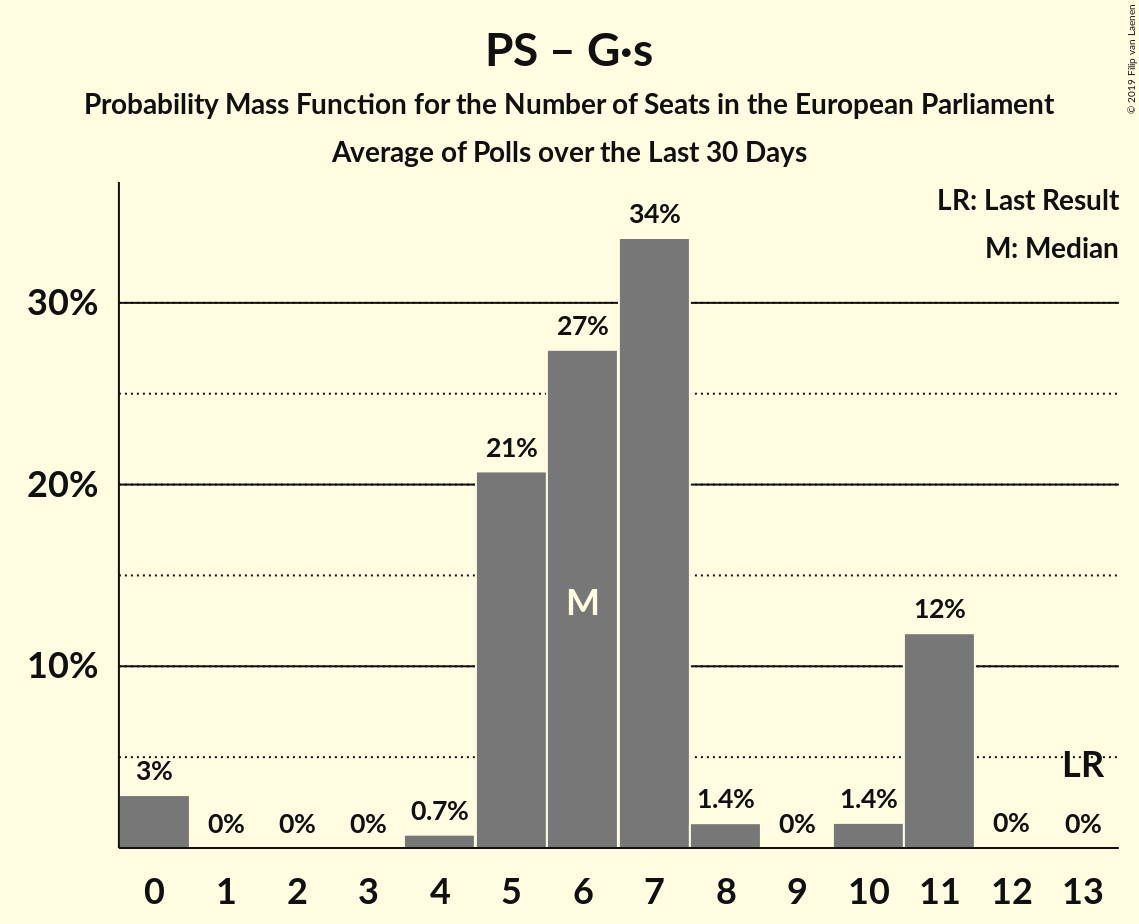 PS – G·s
Probability Mass Function for the Number of Seats in the European Parliament
Average of Polls over the Last 30 Days
© 2019 Filip van Laenen
LR: Last Result
M: Median
34%
30%
27%
21%
20%
M
12%
10%
LR
3%
0%
0%
0%
0.7%
1.4%
0%
1.4%
0%
0%
0 1 2 3 4 5 6 7 8 9 10 11 12 13